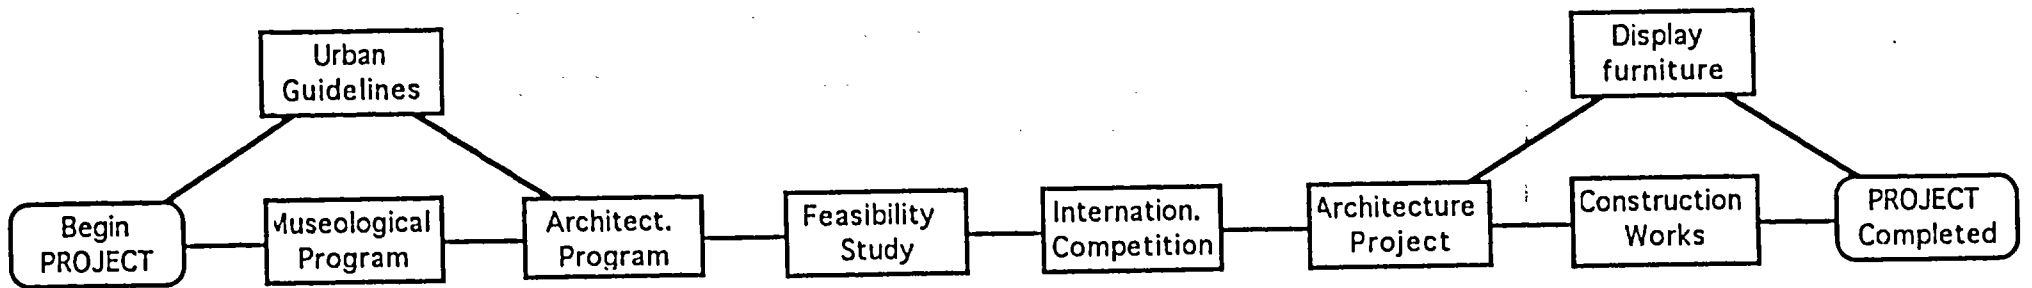 Urban
Guidelines
Display
furniture
Begin
PROJECT
Museological
Program
Architect.
Program
Feasibility
Study
Internation.
Competition
Architecture
Project
Construction
Works
PROJECT
Completed